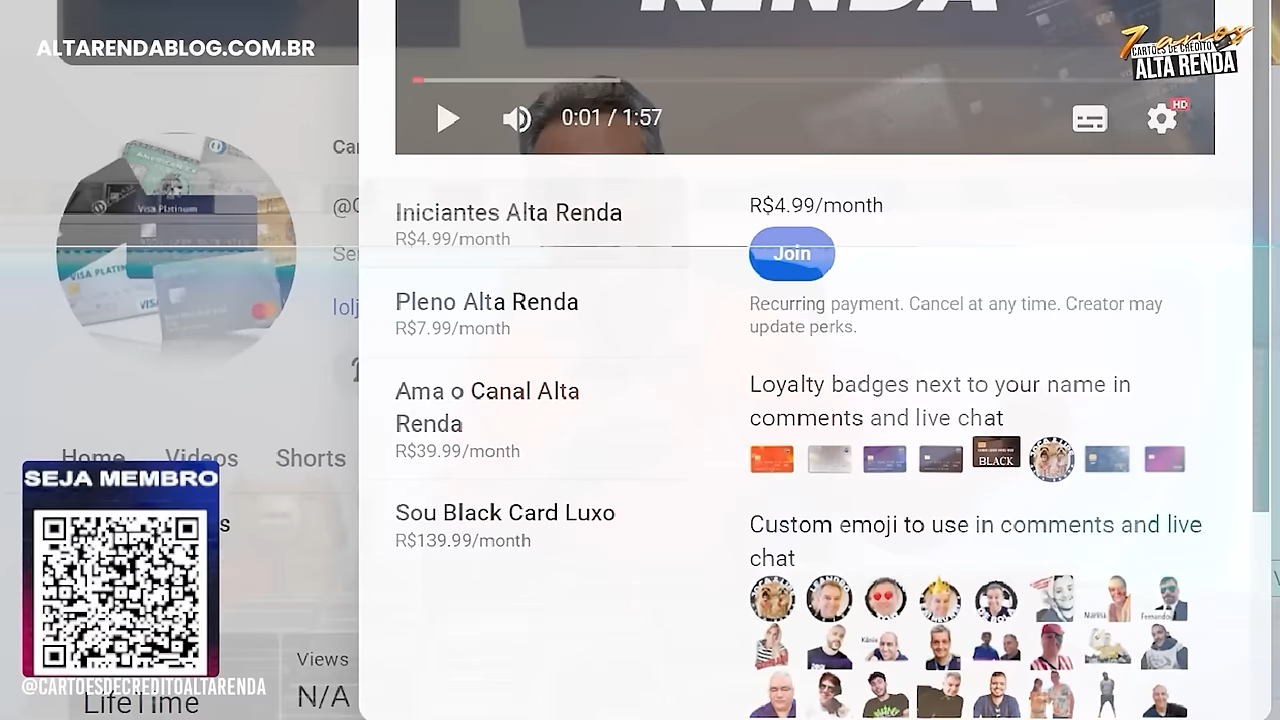 RENDA
ALTARENDABLOG.COM.BR
7 anos
CARTÕES DE CRÉDITO
ALTA RENDA
0:01 / 1:57
HD
Visa Platinum
VISA PLATIN
VISA
Iniciantes Alta Renda
R$4.99/month
Pleno Alta Renda
R$7.99/month
Ama o Canal Alta
Renda
R$39.99/month
Sou Black Card Luxo
R$139.99/month
R$4.99/month
Join
Recurring payment. Cancel at any time. Creator may
update perks.
Loyalty badges next to your name in
comments and live chat
BLACK
Custom emoji to use in comments and live
chat
Home Videos Shorts
SEJA MEMBRO
@CARTOESDECREDITOALTARENDA
LifeTime
Views
N/A